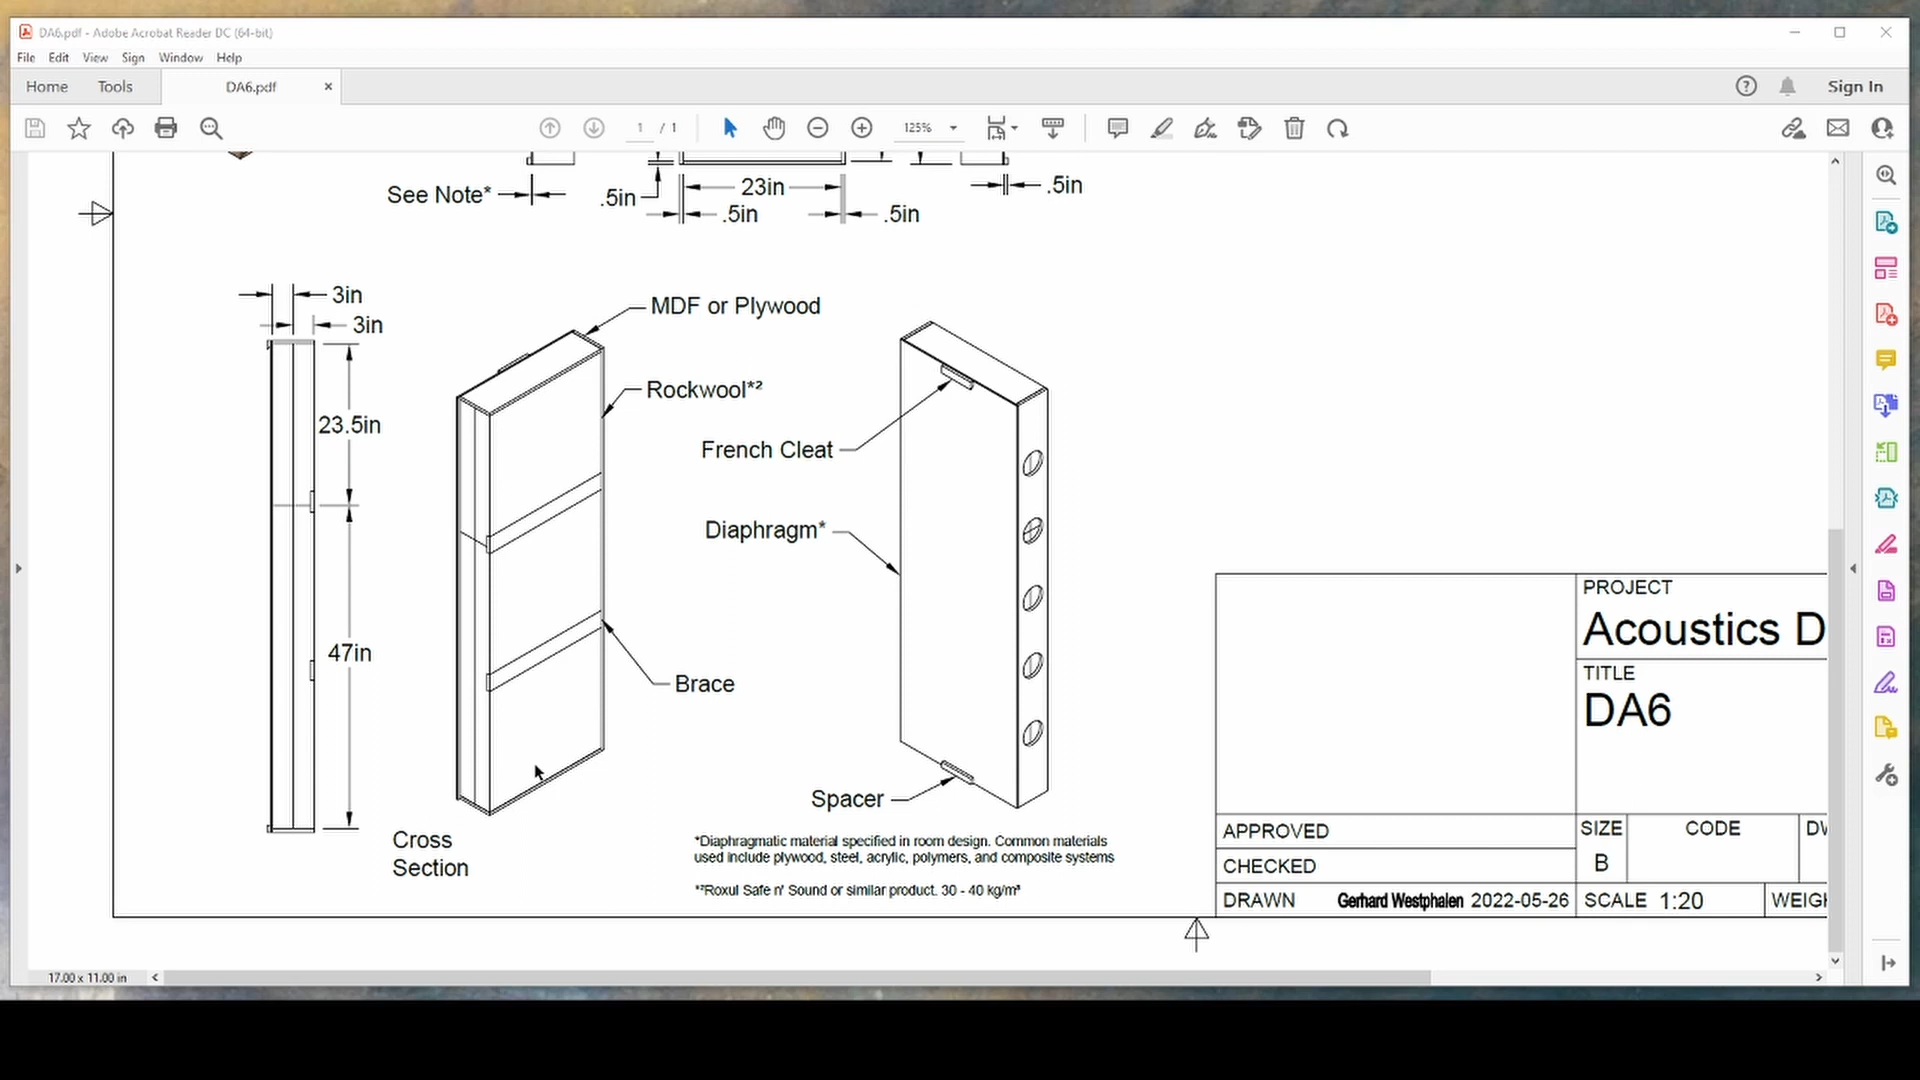 DA6.pdf - Adobe Acrobat Reader DC (64-bit)
File Edit View Sign Window Help
Home Tools DA6.pdf × Sign In
1 / 1 125%
See Note* .5in 23in .5in
.5in .5in
3in
3in
MDF or Plywood
Rockwool*²
23.5in
French Cleat
Diaphragm*
47in
Brace
Spacer
Cross
Section
*Diaphragmatic material specified in room design. Common materials
used include plywood, steel, acrylic, polymers, and composite systems
*²Roxul Safe n' Sound or similar product. 30 - 40 kg/m³
PROJECT
Acoustics D
TITLE
DA6
APPROVED SIZE CODE DW
CHECKED B
DRAWN Gerhard Westphalen 2022-05-26 SCALE 1:20 WEIGH
17.00 x 11.00 in